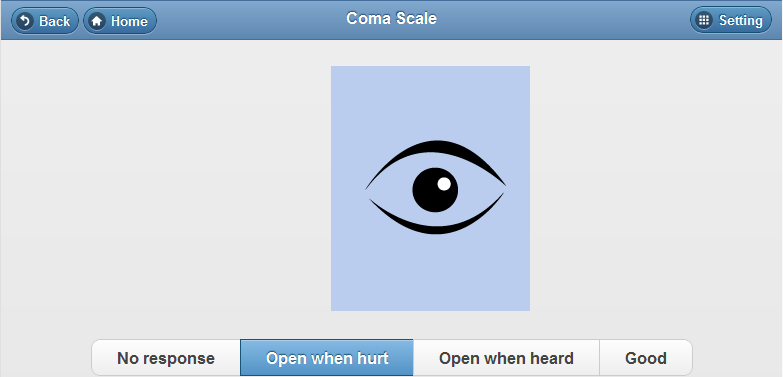 Back Home Coma Scale Setting
No response Open when hurt Open when heard Good